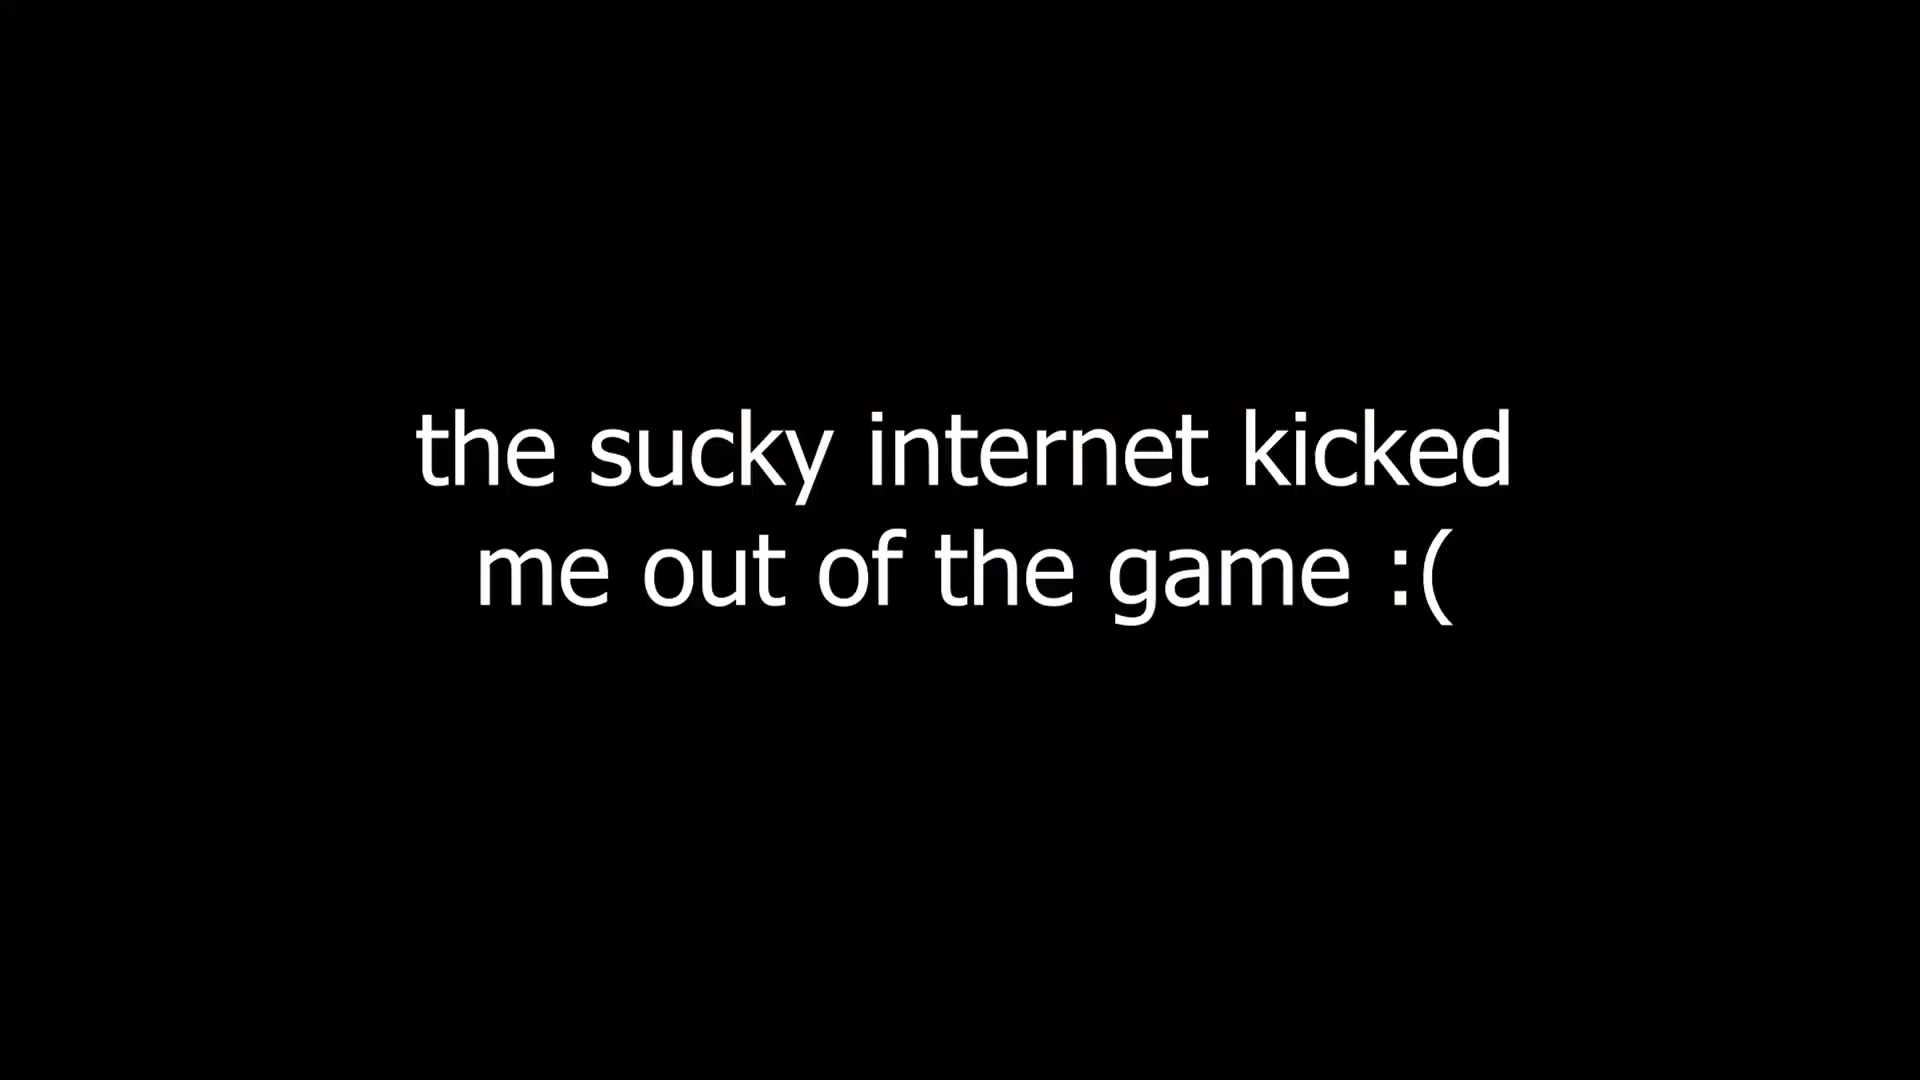 the sucky internet kicked
me out of the game :(